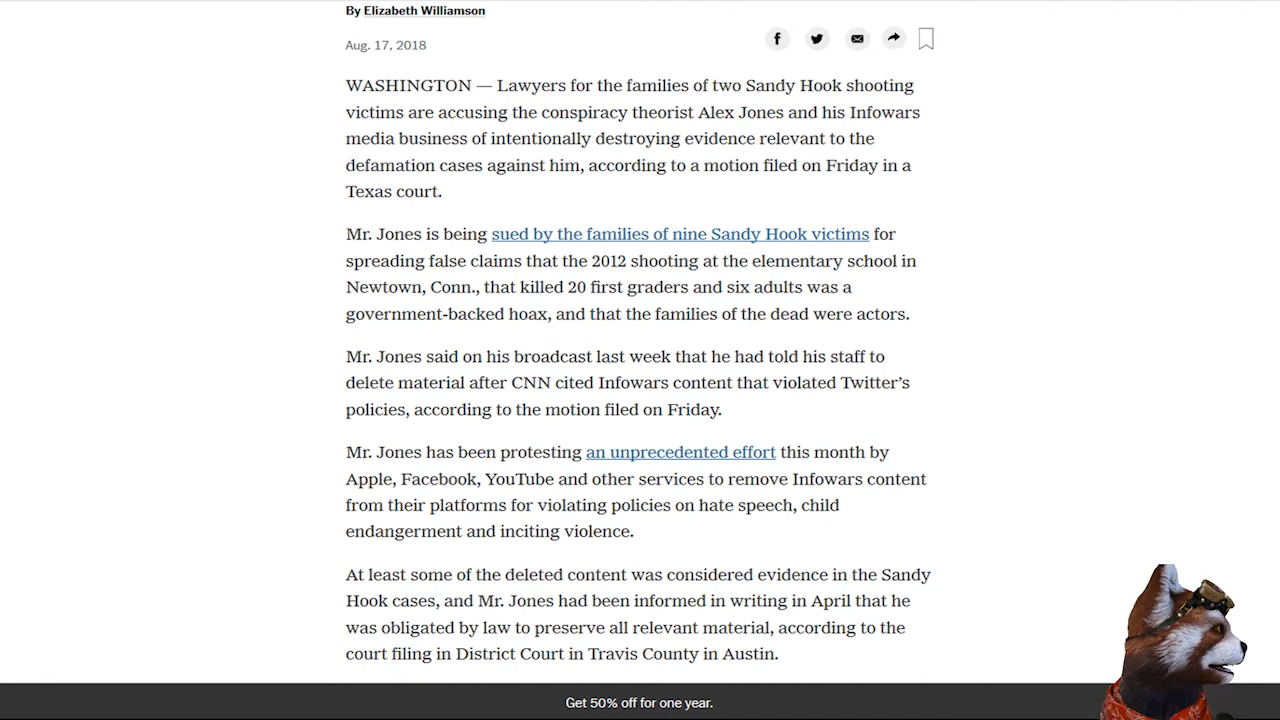 By Elizabeth Williamson
Aug. 17, 2018
WASHINGTON — Lawyers for the families of two Sandy Hook shooting
victims are accusing the conspiracy theorist Alex Jones and his Infowars
media business of intentionally destroying evidence relevant to the
defamation cases against him, according to a motion filed on Friday in a
Texas court.
Mr. Jones is being sued by the families of nine Sandy Hook victims for
spreading false claims that the 2012 shooting at the elementary school in
Newtown, Conn., that killed 20 first graders and six adults was a
government-backed hoax, and that the families of the dead were actors.
Mr. Jones said on his broadcast last week that he had told his staff to
delete material after CNN cited Infowars content that violated Twitter’s
policies, according to the motion filed on Friday.
Mr. Jones has been protesting an unprecedented effort this month by
Apple, Facebook, YouTube and other services to remove Infowars content
from their platforms for violating policies on hate speech, child
endangerment and inciting violence.
At least some of the deleted content was considered evidence in the Sandy
Hook cases, and Mr. Jones had been informed in writing in April that he
was obligated by law to preserve all relevant material, according to the
court filing in District Court in Travis County in Austin.
Get 50% off for one year.